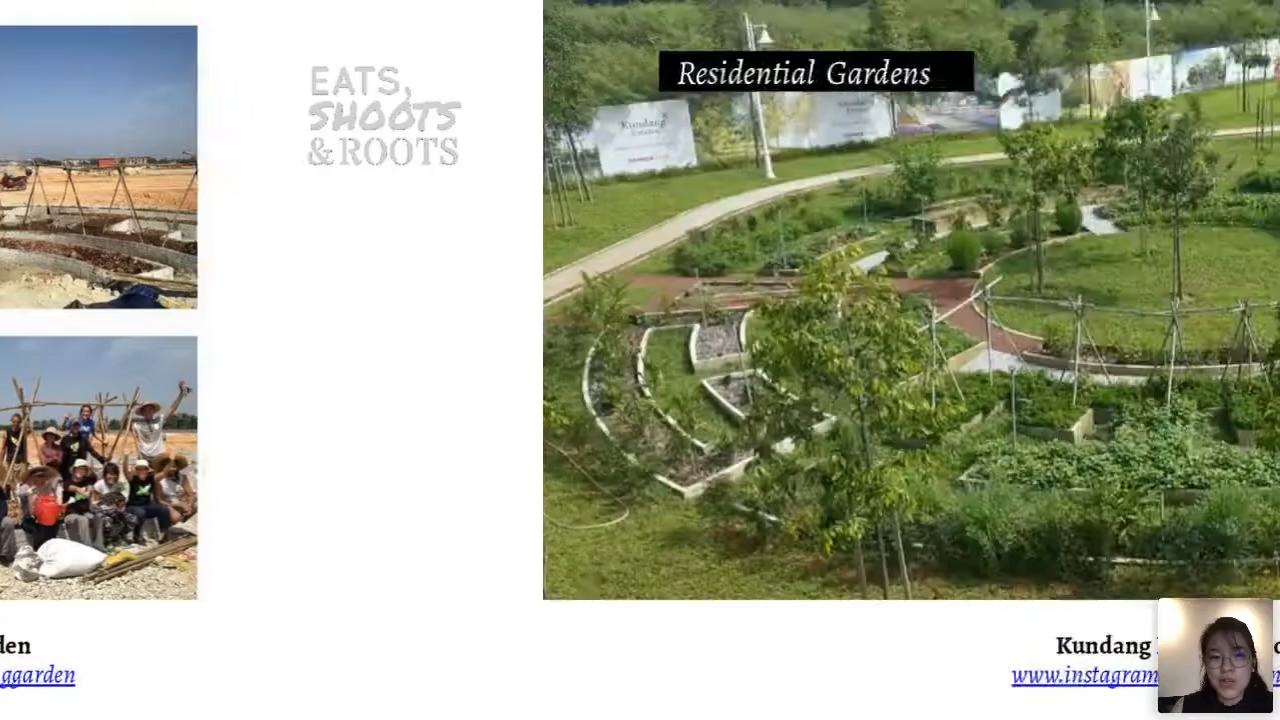 EATS,
SHOOTS
& ROOTS
Residential Gardens
Kundang
Kundang
den
ggarden
www.instagram